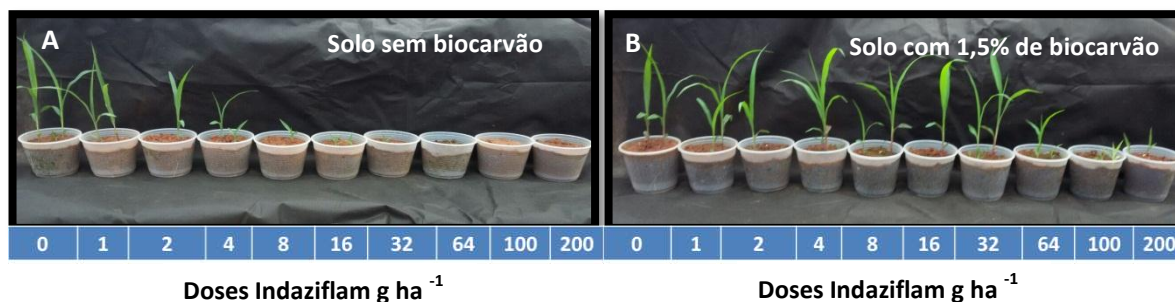 A
Solo sem biocarvão
0 1 2 4 8 16 32 64 100 200
Doses Indaziflam g ha -1
B
Solo com 1,5% de biocarvão
0 1 2 4 8 16 32 64 100 200
Doses Indaziflam g ha -1